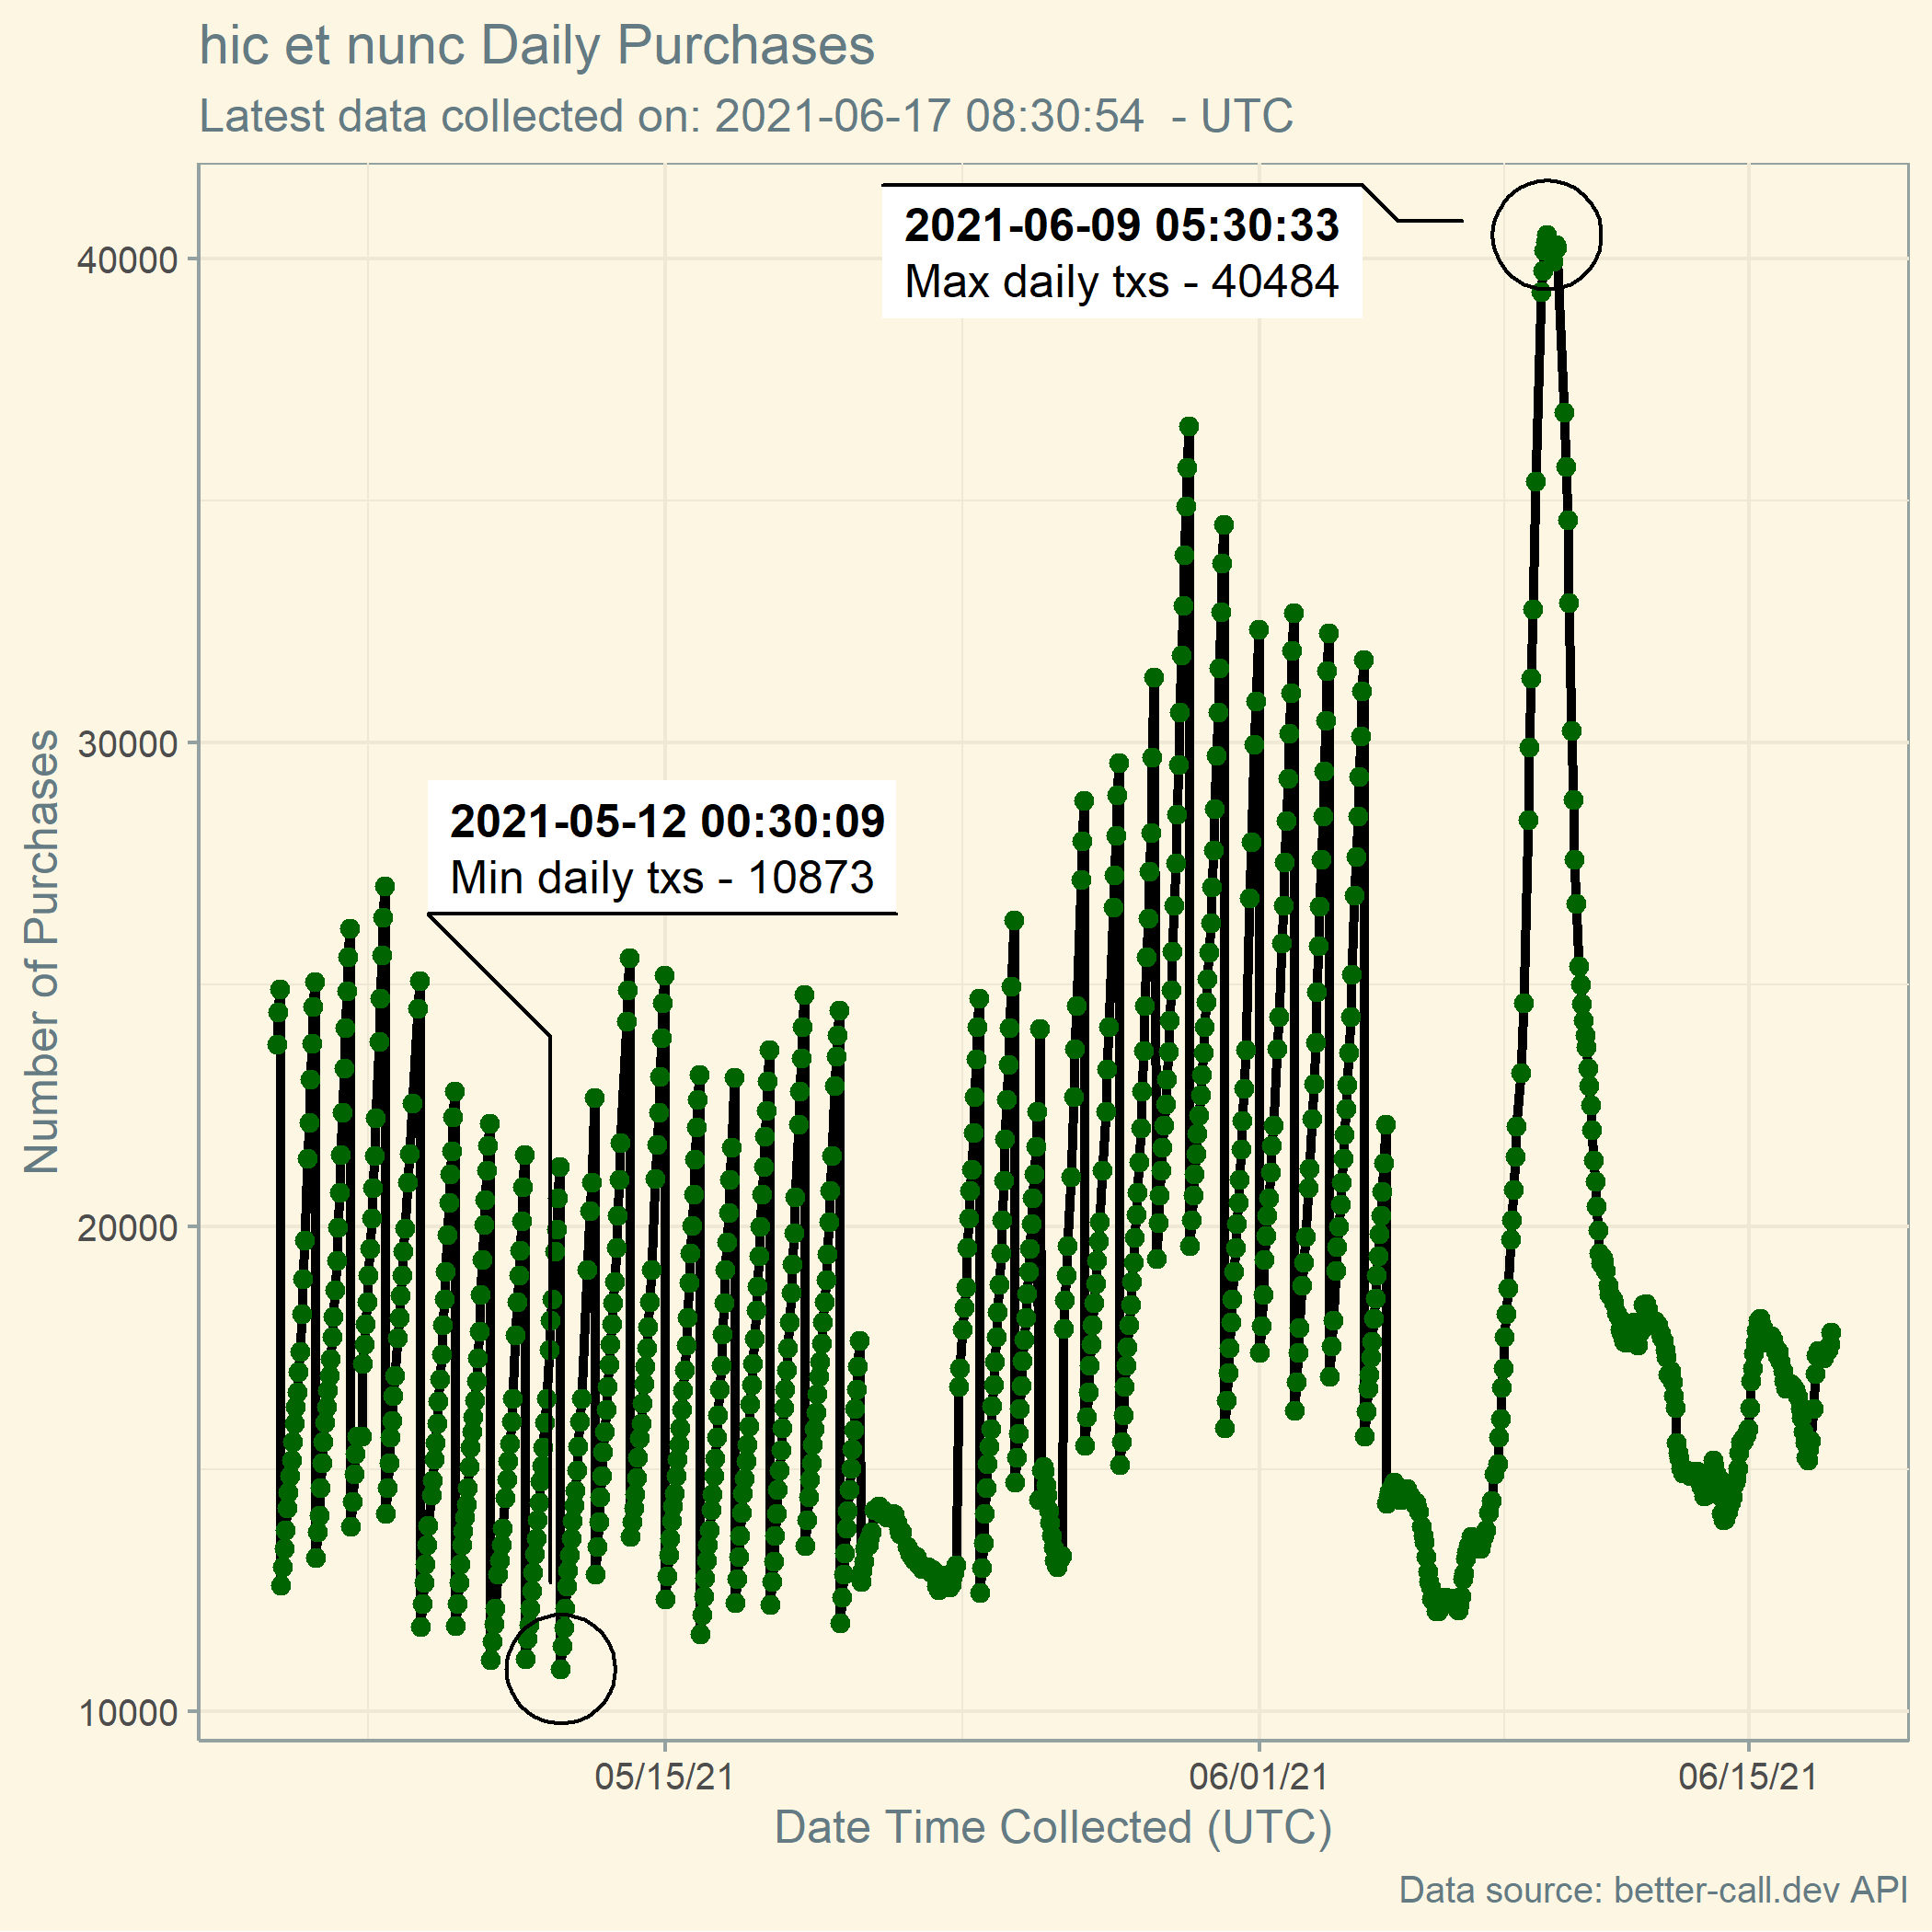 hic et nunc Daily Purchases
Latest data collected on: 2021-06-17 08:30:54 - UTC
2021-06-09 05:30:33
Max daily txs - 40484
2021-05-12 00:30:09
Min daily txs - 10873
Number of Purchases
40000
30000
20000
10000
05/15/21
06/01/21
06/15/21
Date Time Collected (UTC)
Data source: better-call.dev API